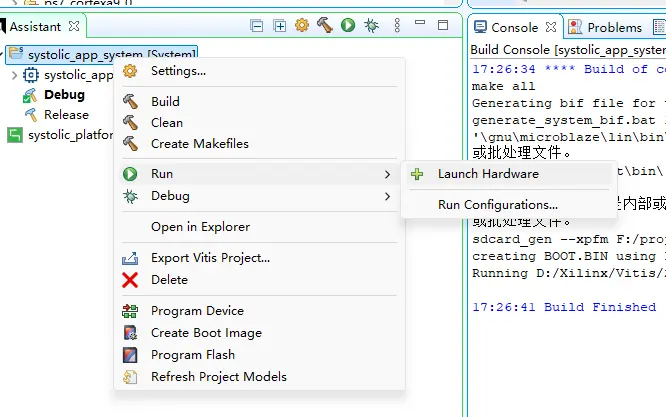 ps7_cortexa9_0
Assistant
systolic_app_system [System]
systolic_app
Debug
Release
systolic_platfor
Settings...
Build
Clean
Create Makefiles
Run
Debug
Open in Explorer
Export Vitis Project...
Delete
Program Device
Create Boot Image
Program Flash
Refresh Project Models
Launch Hardware
Run Configurations...
Console
Problems
Build Console [systolic_app_system
17:26:34 **** Build of co
make all
Generating bif file for
generate_system_bif.bat
'\gnu\microblaze\lin\bin'
或批处理文件。
t\bin\
是内部或
或批处理文件。
sdcard_gen --xpfm F:/proj
creating BOOT.BIN using
Running D:/Xilinx/Vitis/
17:26:41 Build Finished